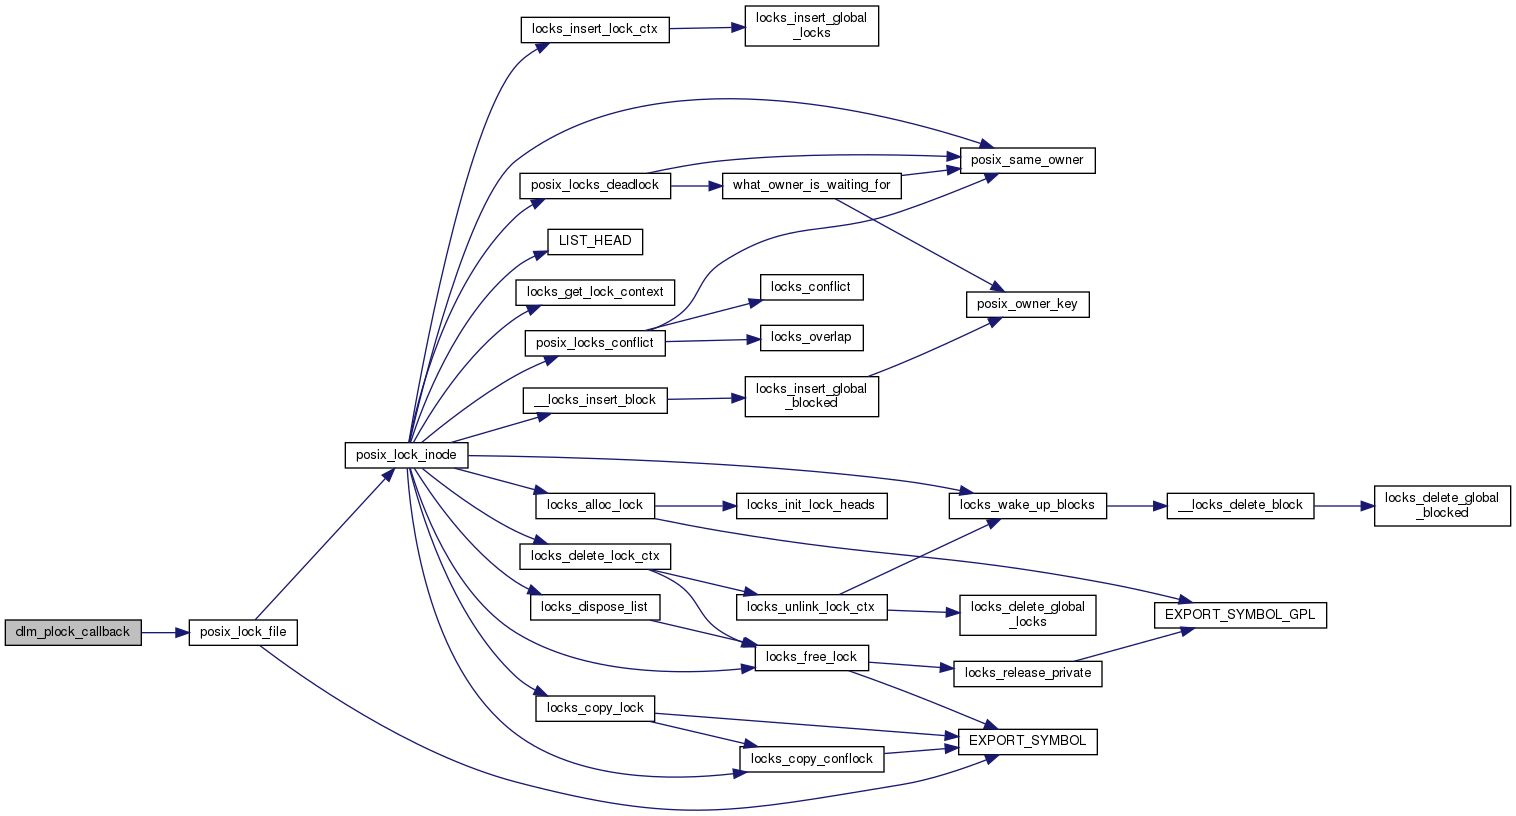 locks_insert_lock_ctx
locks_insert_global
_locks
posix_same_owner
posix_locks_deadlock
what_owner_is_waiting_for
LIST_HEAD
locks_get_lock_context
locks_conflict
posix_owner_key
posix_locks_conflict
locks_overlap
__locks_insert_block
locks_insert_global
_blocked
posix_lock_inode
locks_alloc_lock
locks_init_lock_heads
locks_wake_up_blocks
__locks_delete_block
locks_delete_global
_blocked
locks_delete_lock_ctx
locks_dispose_list
locks_unlink_lock_ctx
locks_delete_global
_locks
EXPORT_SYMBOL_GPL
dlm_plock_callback
posix_lock_file
locks_free_lock
locks_release_private
locks_copy_lock
EXPORT_SYMBOL
locks_copy_conflock